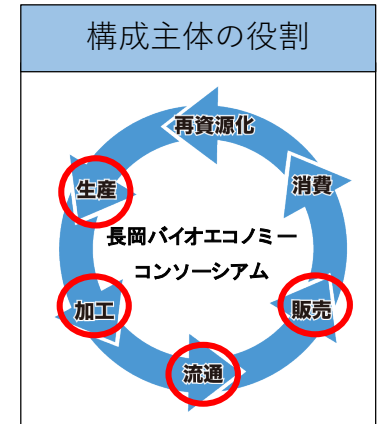 構成主体の役割
再資源化
生産
消費
長岡バイオエコノミー
コンソーシアム
加工
販売
流通